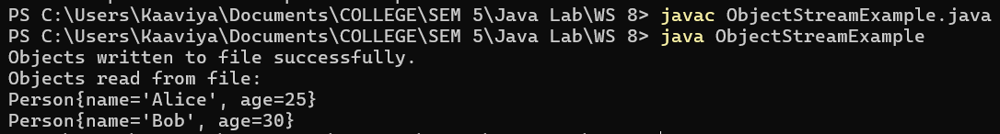 PS C:\Users\Kaaviya\Documents\COLLEGE\SEM 5\Java Lab\WS 8> javac ObjectStreamExample.java
PS C:\Users\Kaaviya\Documents\COLLEGE\SEM 5\Java Lab\WS 8> java ObjectStreamExample
Objects written to file successfully.
Objects read from file:
Person{name='Alice', age=25}
Person{name='Bob', age=30}